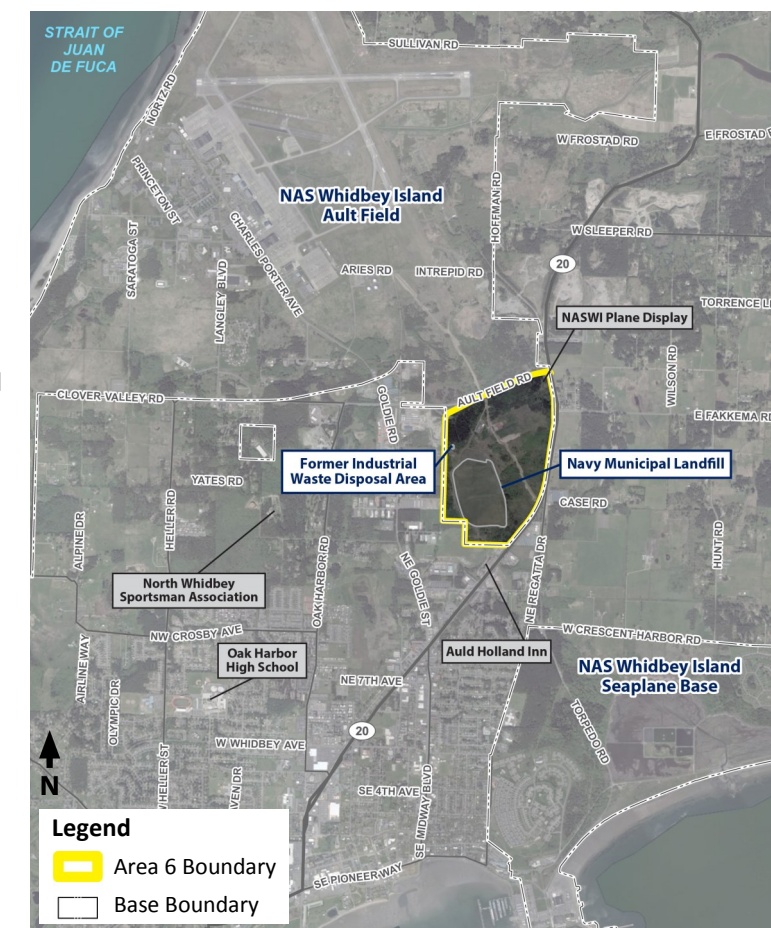 STRAIT OF
JUAN
DE FUCA
SULLIVAN RD
NORTZ RD
W FROSTAD RD
E FROSTAD
PRINCETON ST
NAS Whidbey Island
Ault Field
HOFFMAN RD
SARATOGA ST
CHARLES PORTER AVE
W SLEEPER RD
LANGLEY BLVD
ARIES RD
INTREPID RD
20
TORRENCE
NASWI Plane Display
WILSON RD
AULT FIELD RD
CLOVER VALLEY RD
GOLDIE RD
E FAKKEMA RD
Former Industrial
Waste Disposal Area
Navy Municipal Landfill
YATES RD
HELLER RD
CASE RD
ALPINE DR
HUNT RD
OAK HARBOR RD
NE GOLDIE ST
NE REGATTA DR
North Whidbey
Sportsman Association
NW CROSBY AVE
W CRESCENT-HARBOR RD
AIRLINE WAY
Oak Harbor
High School
Auld Holland Inn
NAS Whidbey Island
Seaplane Base
NE 7TH AVE
OLYMPIC DR
TORPEDO RD
20
W WHIDBEY AVE
N
HELLER ST
AVEN DR
SE 4TH AVE
SE MIDWAY BLVD
SE PIONEER WAY
Legend
Area 6 Boundary
Base Boundary